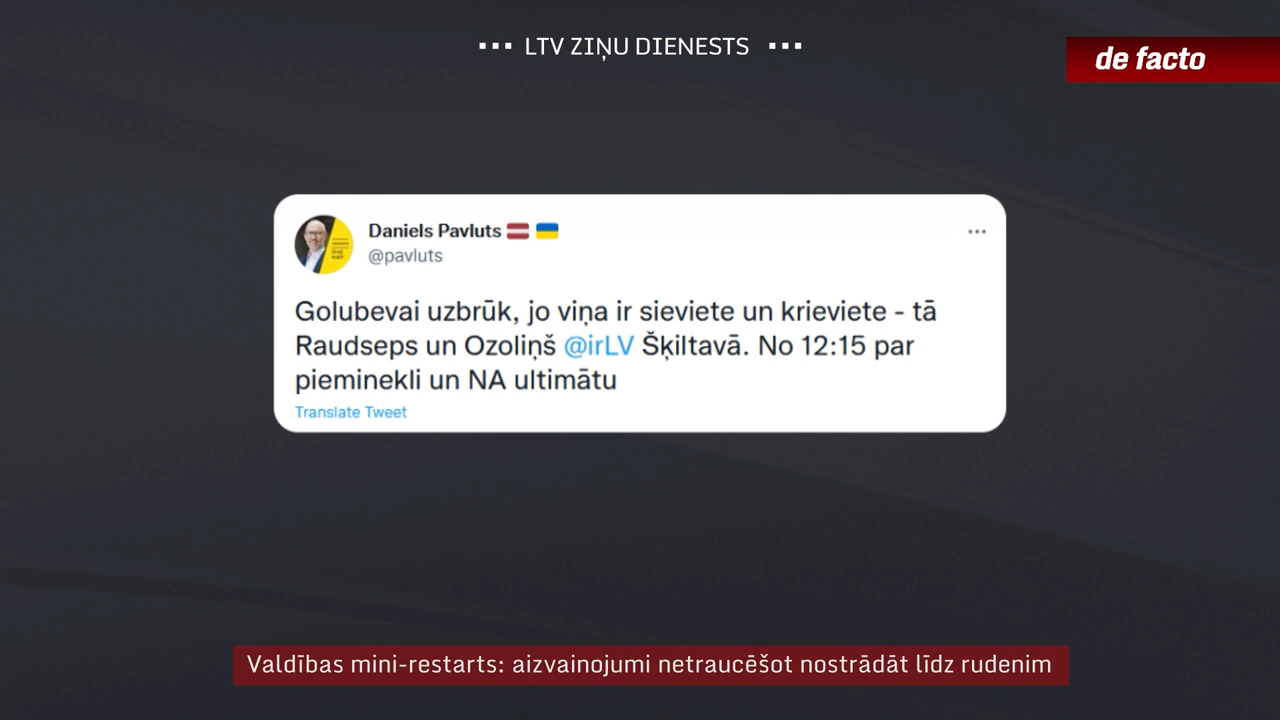 LTV ZIŅU DIENESTS
de facto
Daniels Pavluts
@pavluts
Golubevai uzbrūk, jo viņa ir sieviete un krieviete - tā
Raudseps un Ozoliņš @irLV Šķiltavā. No 12:15 par
pieminekli un NA ultimātu
Translate Tweet
Valdības mini-restarts: aizvainojumi netraucēšot nostrādāt līdz rudenim